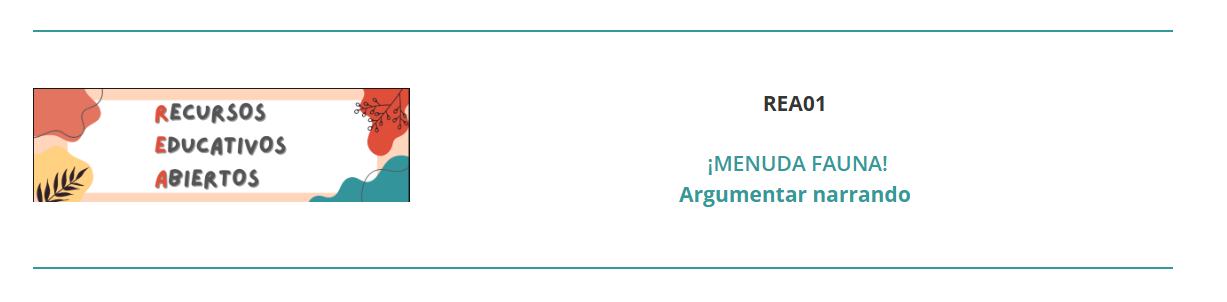 RECURSOS
EDUCATIVOS
ABIERTOS
REA01
¡MENUDA FAUNA!
Argumentar narrando